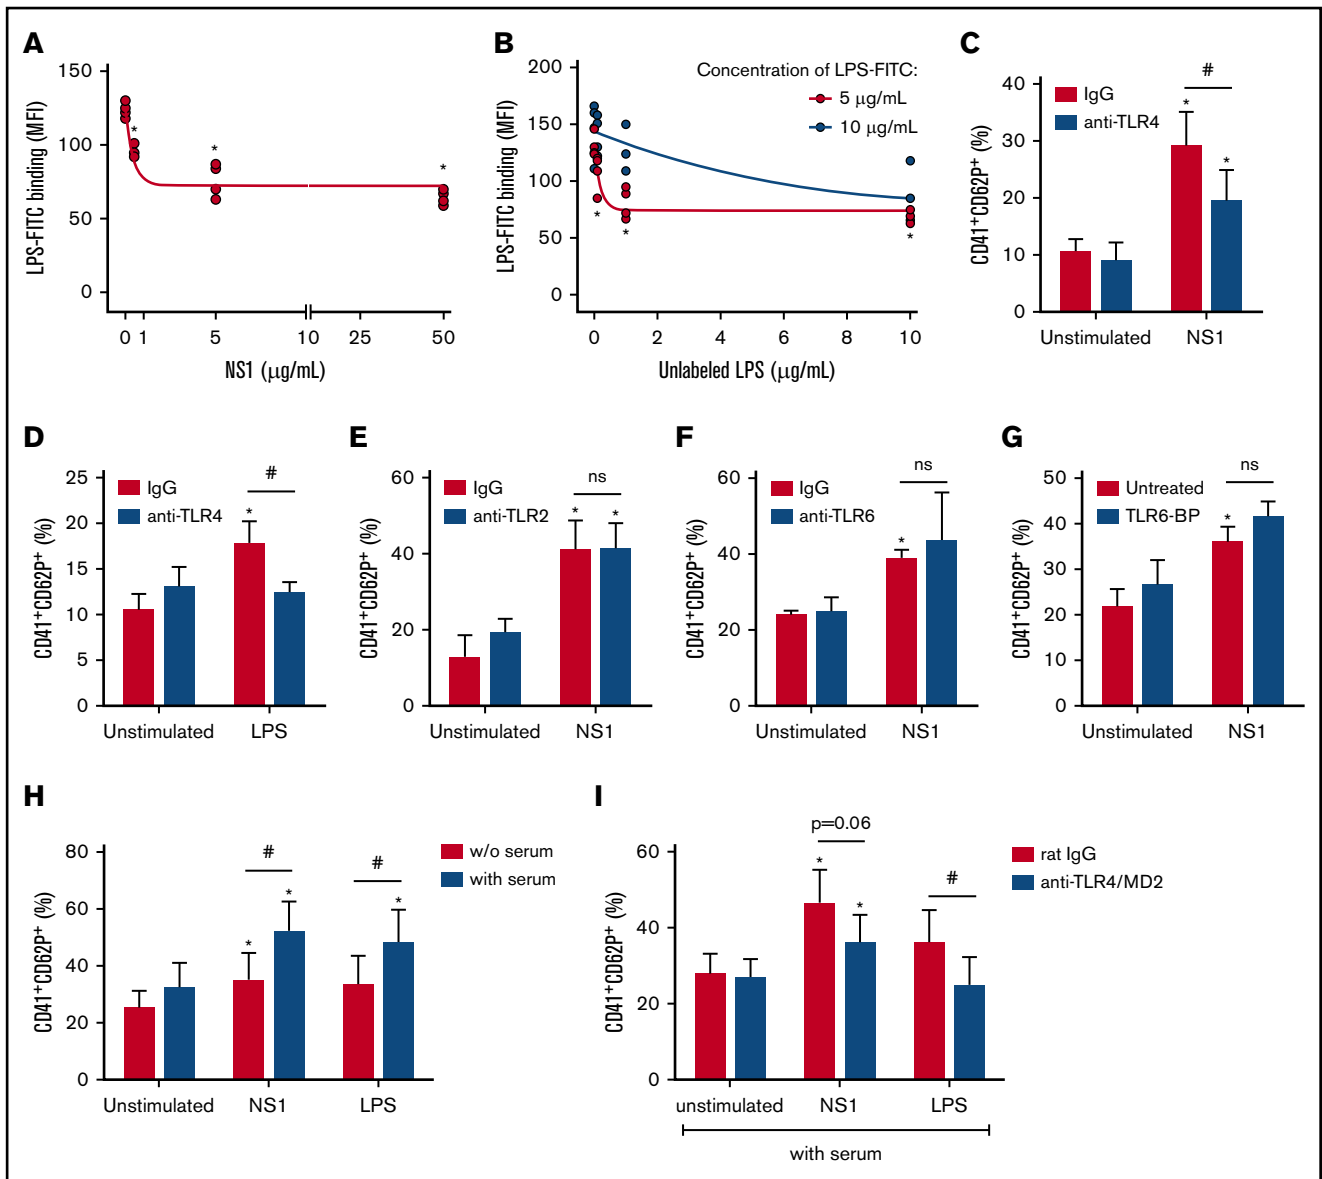 A
150
100
50
0
LPS-FITC binding (MFI)
*
*
*
0 1 5 10 25 50
NS1 (μg/mL)
B
200
150
100
50
0
LPS-FITC binding (MFI)
Concentration of LPS-FITC:
5 μg/mL
10 μg/mL
*
*
*
0 2 4 6 8 10
Unlabeled LPS (μg/mL)
C
40
30
20
10
0
CD41+CD62P+ (%)
IgG
anti-TLR4
#
*
*
Unstimulated NS1
D
25
20
15
10
5
0
CD41+CD62P+ (%)
IgG
anti-TLR4
#
*
Unstimulated LPS
E
60
40
20
0
CD41+CD62P+ (%)
IgG
anti-TLR2
ns
* *
Unstimulated NS1
F
60
40
20
0
CD41+CD62P+ (%)
IgG
anti-TLR6
ns
*
Unstimulated NS1
G
50
40
30
20
10
0
CD41+CD62P+ (%)
Untreated
TLR6-BP
ns
*
Unstimulated NS1
H
80
60
40
20
0
CD41+CD62P+ (%)
w/o serum
with serum
# #
* * *
Unstimulated NS1 LPS
I
60
40
20
0
CD41+CD62P+ (%)
p=0.06
#
* *
rat IgG
anti-TLR4/MD2
unstimulated NS1 LPS
with serum